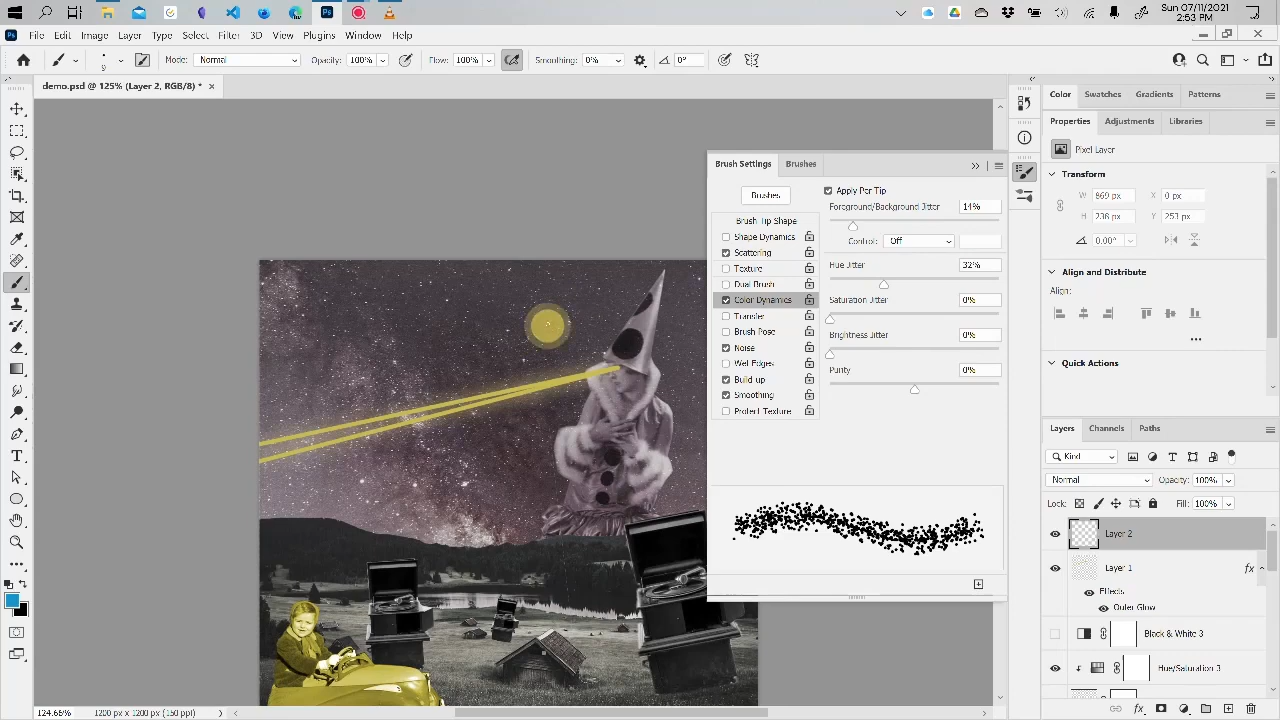 Sun 07/2021
2:53 PM
File Edit Image Layer Type Select Filter 3D View Plugins Window Help
Mode: Normal Opacity: 100% Flow: 100% Smoothing: 0% 0°
demo.psd @ 125% (Layer 2, RGB/8) *
Color Swatches Gradients Patterns
Properties Adjustments Libraries
Pixel Layer
Transform
W 869 px X 0 px
H 236 px Y 253 px
0.00°
Align and Distribute
Align:
Quick Actions
Brush Settings Brushes
Brushes
Apply Per Tip
Brush Tip Shape
Foreground/Background Jitter 14%
Shape Dynamics
Control: Off
Scattering
Texture
Hue Jitter 32%
Dual Brush
Color Dynamics
Saturation Jitter 0%
Transfer
Brush Pose
Brightness Jitter 0%
Noise
Wet Edges
Purity 0%
Build-up
Smoothing
Protect Texture
Layers Channels Paths
Kind
Normal Opacity: 100%
Lock: Fill: 100%
Layer 2
Layer 1 fx
Effects
Outer Glow
Black & White 3
Hue/Saturation 3
124.66% 1200 px x 1200 px (150 ppi)